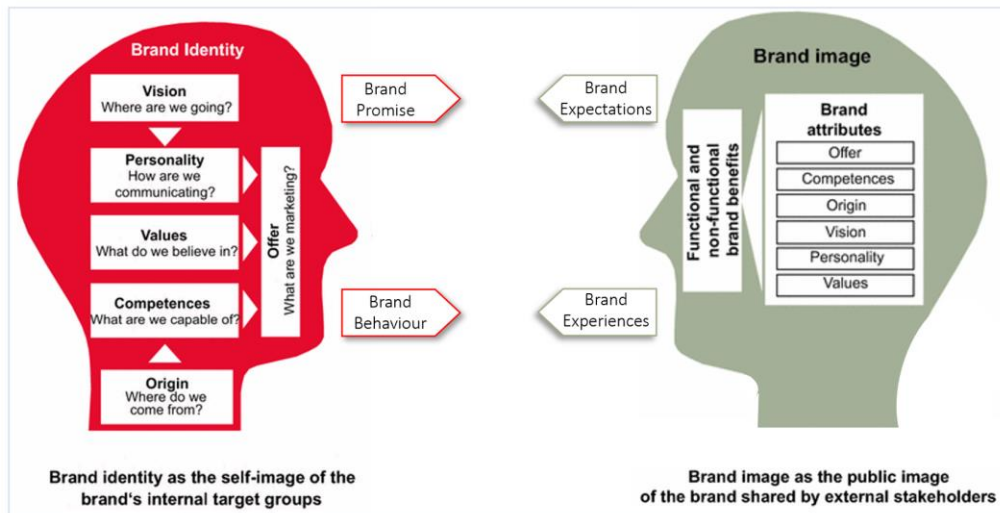 Brand Identity
Vision
Where are we going?
Personality
How are we
communicating?
Values
What do we believe in?
Competences
What are we capable of?
Origin
Where do we
come from?
Offer
What are we marketing?
Brand
Promise
Brand
Behaviour
Brand
Expectations
Brand
Experiences
Brand image
Functional and
non-functional
brand benefits
Brand
attributes
Offer
Competences
Origin
Vision
Personality
Values
Brand identity as the self-image of the
brand's internal target groups
Brand image as the public image
of the brand shared by external stakeholders